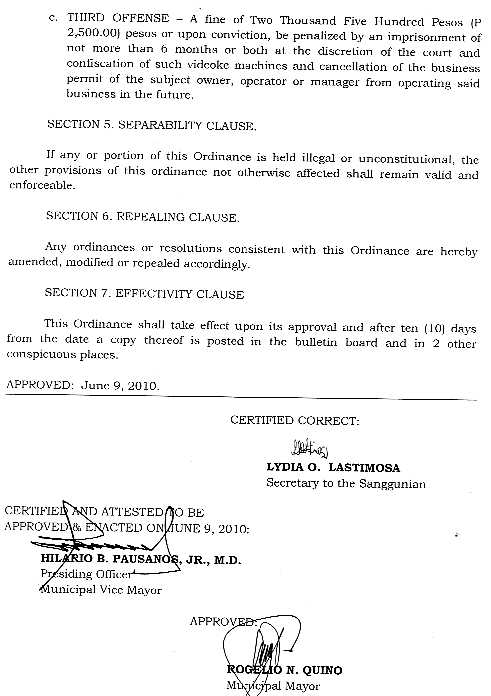 c. THIRD OFFENSE – A fine of Two Thousand Five Hundred Pesos (P
2,500.00) pesos or upon conviction, be penalized by an imprisonment of
not more than 6 months or both at the discretion of the court and
confiscation of such videoke machines and cancellation of the business
permit of the subject owner, operator or manager from operating said
business in the future.
SECTION 5. SEPARABILITY CLAUSE.
If any or portion of this Ordinance is held illegal or unconstitutional, the
other provisions of this ordinance not otherwise affected shall remain valid and
enforceable.
SECTION 6. REPEALING CLAUSE.
Any ordinances or resolutions consistent with this Ordinance are hereby
amended, modified or repealed accordingly.
SECTION 7. EFFECTIVITY CLAUSE
This Ordinance shall take effect upon its approval and after ten (10) days
from the date a copy thereof is posted in the bulletin board and in 2 other
conspicuous places.
APPROVED: June 9, 2010.
CERTIFIED CORRECT:
LYDIA O. LASTIMOSA
Secretary to the Sanggunian
CERTIFIED AND ATTESTED TO BE
APPROVED & ENACTED ON JUNE 9, 2010:
HILARIO B. PAUSANOS, JR., M.D.
Presiding Officer
Municipal Vice Mayor
APPROVED:
ROGELIO N. QUINO
Municipal Mayor